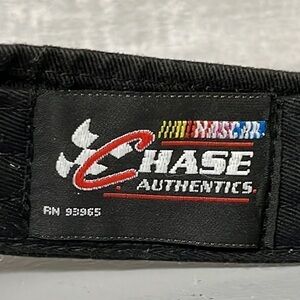 NASCAR
CHASE
AUTHENTICS.
RN 93965